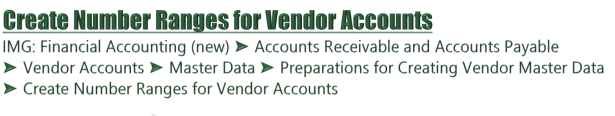 Create Number Ranges for Vendor Accounts
IMG: Financial Accounting (new) ➤ Accounts Receivable and Accounts Payable
➤ Vendor Accounts ➤ Master Data ➤ Preparations for Creating Vendor Master Data
➤ Create Number Ranges for Vendor Accounts